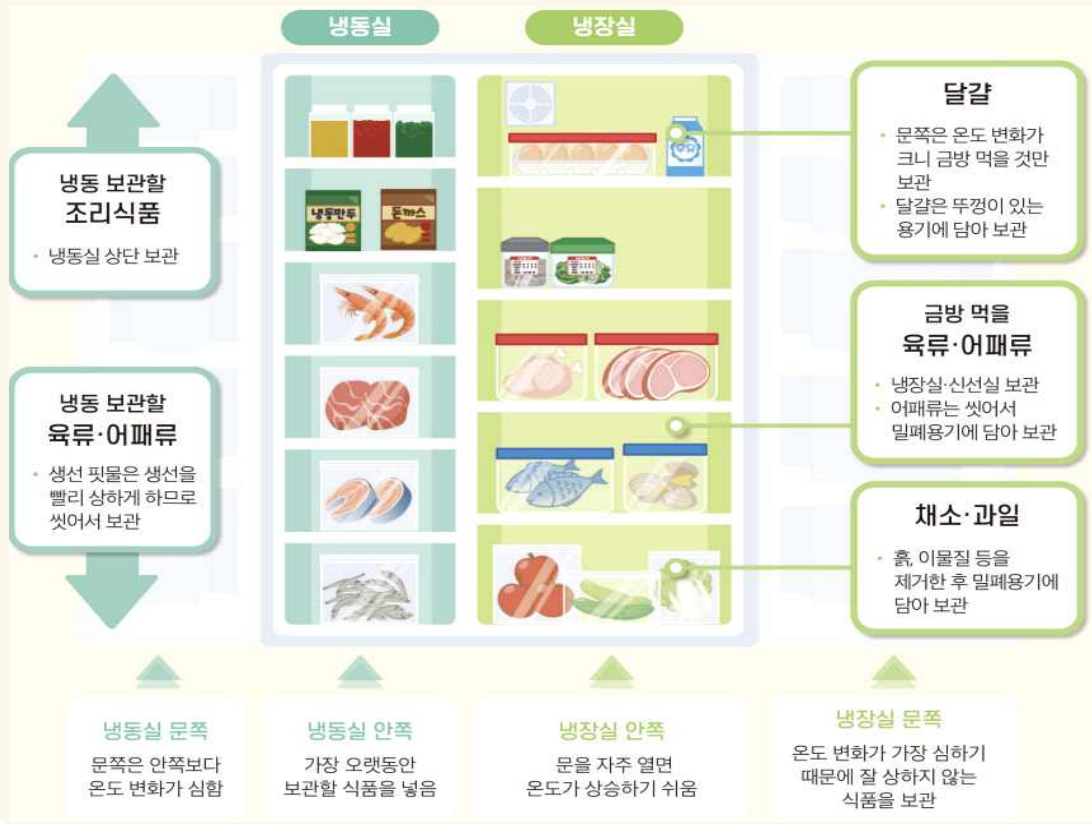 냉동실
냉장실
냉동 보관할
조리식품
• 냉동실 상단 보관
냉동 보관할
육류·어패류
• 생선 핏물은 생선을
빨리 상하게 하므로
씻어서 보관
냉동만두
돈까스
달걀
• 문쪽은 온도 변화가
크니 금방 먹을 것만
보관
• 달걀은 뚜껑이 있는
용기에 담아 보관
금방 먹을
육류·어패류
• 냉장실·신선실 보관
• 어패류는 씻어서
밀폐용기에 담아 보관
채소·과일
• 흙, 이물질 등을
제거한 후 밀폐용기에
담아 보관
냉동실 문쪽
문쪽은 안쪽보다
온도 변화가 심함
냉동실 안쪽
가장 오랫동안
보관할 식품을 넣음
냉장실 안쪽
문을 자주 열면
온도가 상승하기 쉬움
냉장실 문쪽
온도 변화가 가장 심하기
때문에 잘 상하지 않는
식품을 보관